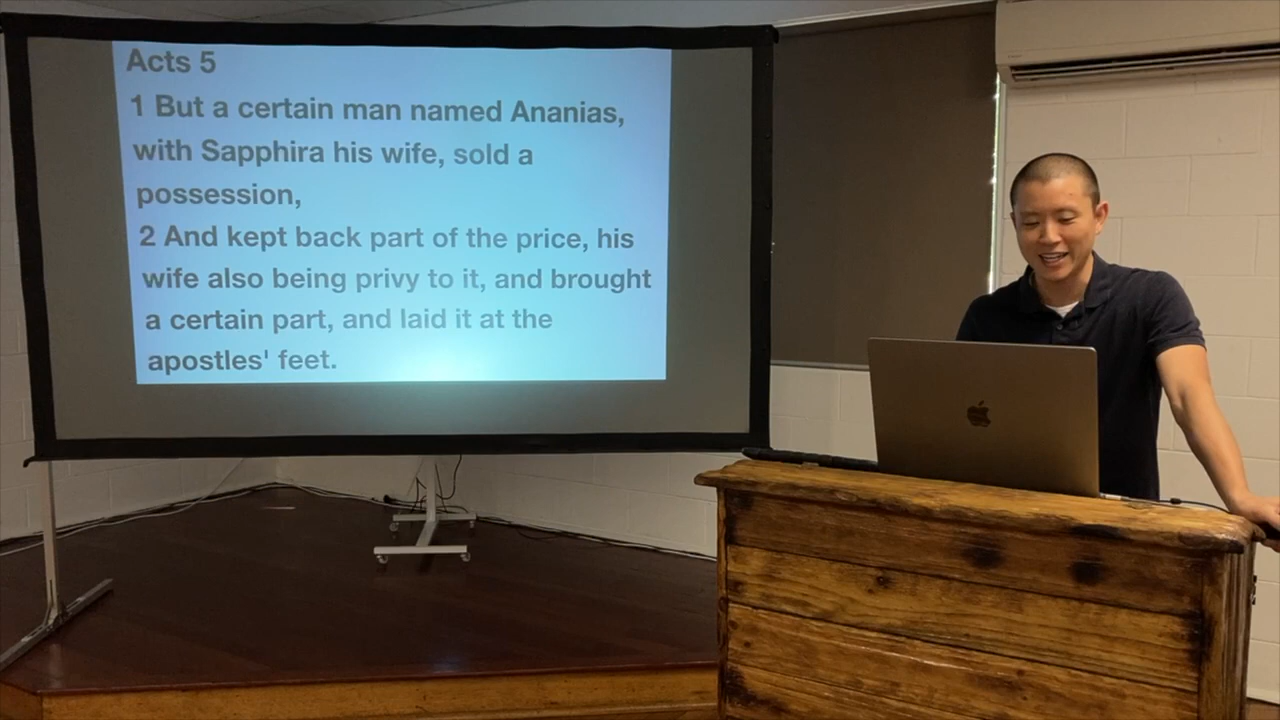 Acts 5
1 But a certain man named Ananias,
with Sapphira his wife, sold a
possession,
2 And kept back part of the price, his
wife also being privy to it, and brought
a certain part, and laid it at the
apostles' feet.